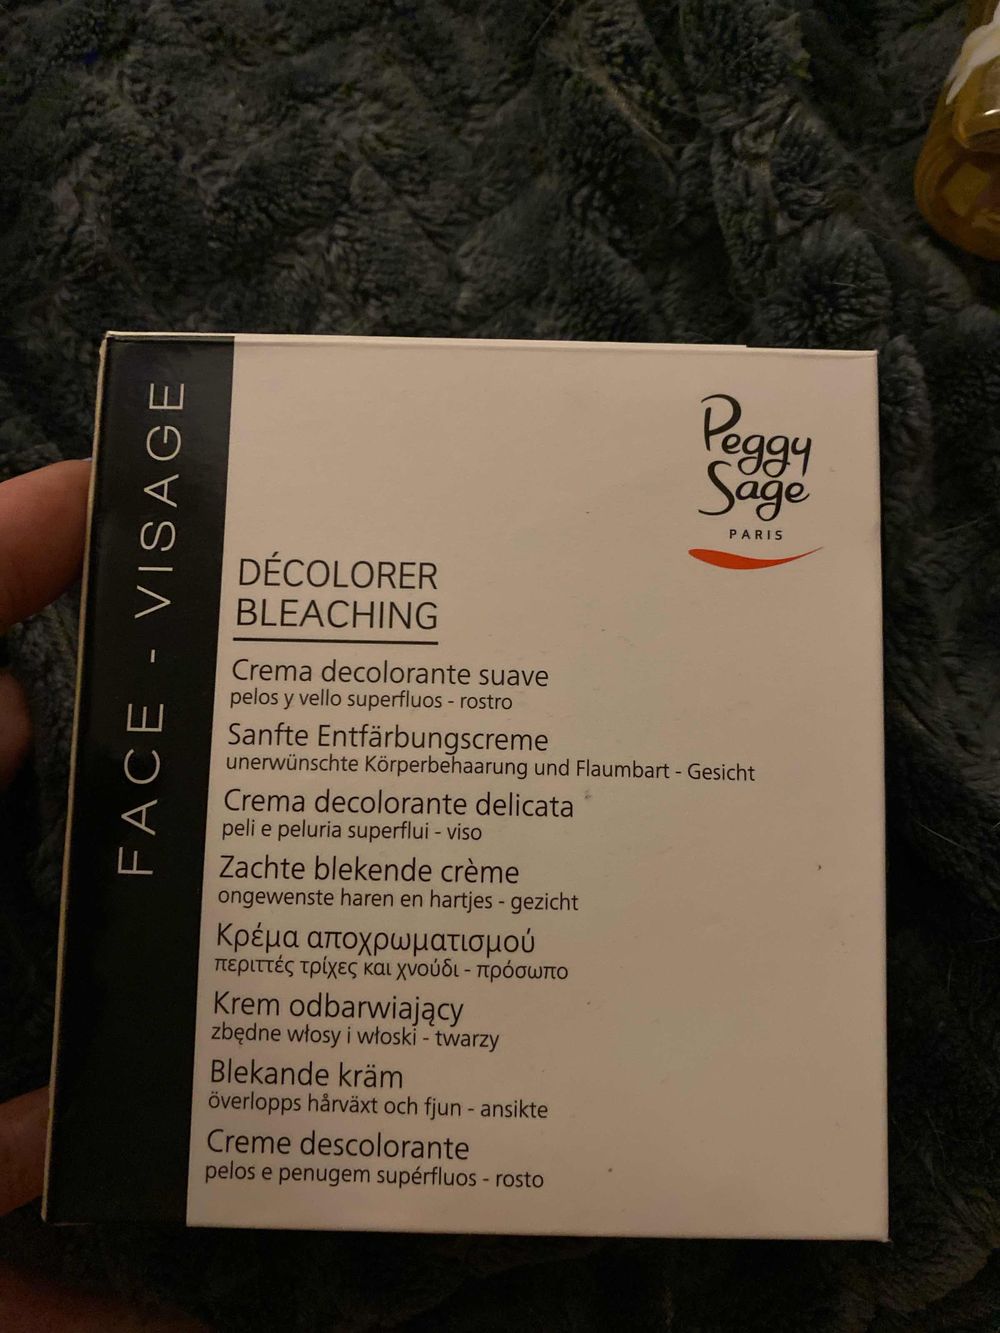 FACE - VISAGE
Peggy
Sage
PARIS
DÉCOLORER
BLEACHING
Crema decolorante suave
pelos y vello superfluos - rostro
Sanfte Entfärbungscreme
unerwünschte Körperbehaarung und Flaumbart - Gesicht
Crema decolorante delicata
peli e peluria superflui - viso
Zachte blekende crème
ongewenste haren en hartjes - gezicht
Κρέμα αποχρωματισμού
περιττές τρίχες και χνούδι - πρόσωπο
Krem odbarwiający
zbędne włosy i włoski - twarzy
Blekande kräm
överlopps hårväxt och fjun - ansikte
Creme descolorante
pelos e penugem supérfluos - rosto